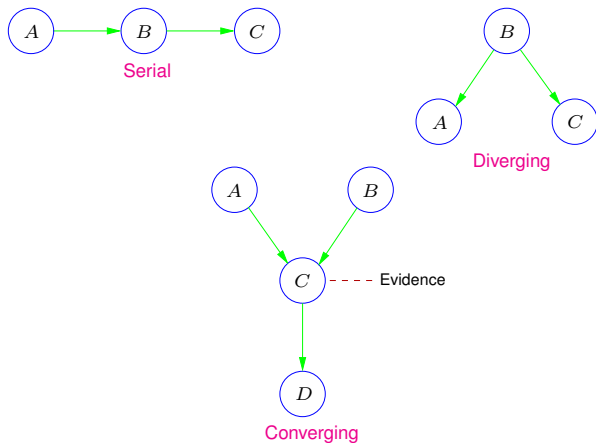 A B C
Serial
B
A C
Diverging
A B
C Evidence
D
Converging